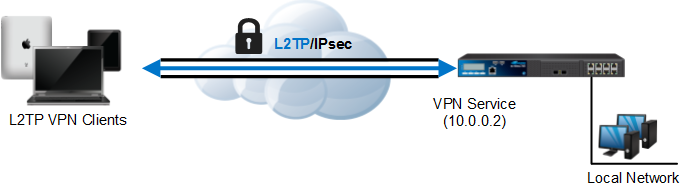 L2TP/IPsec
L2TP VPN Clients
VPN Service
(10.0.0.2)
Local Network